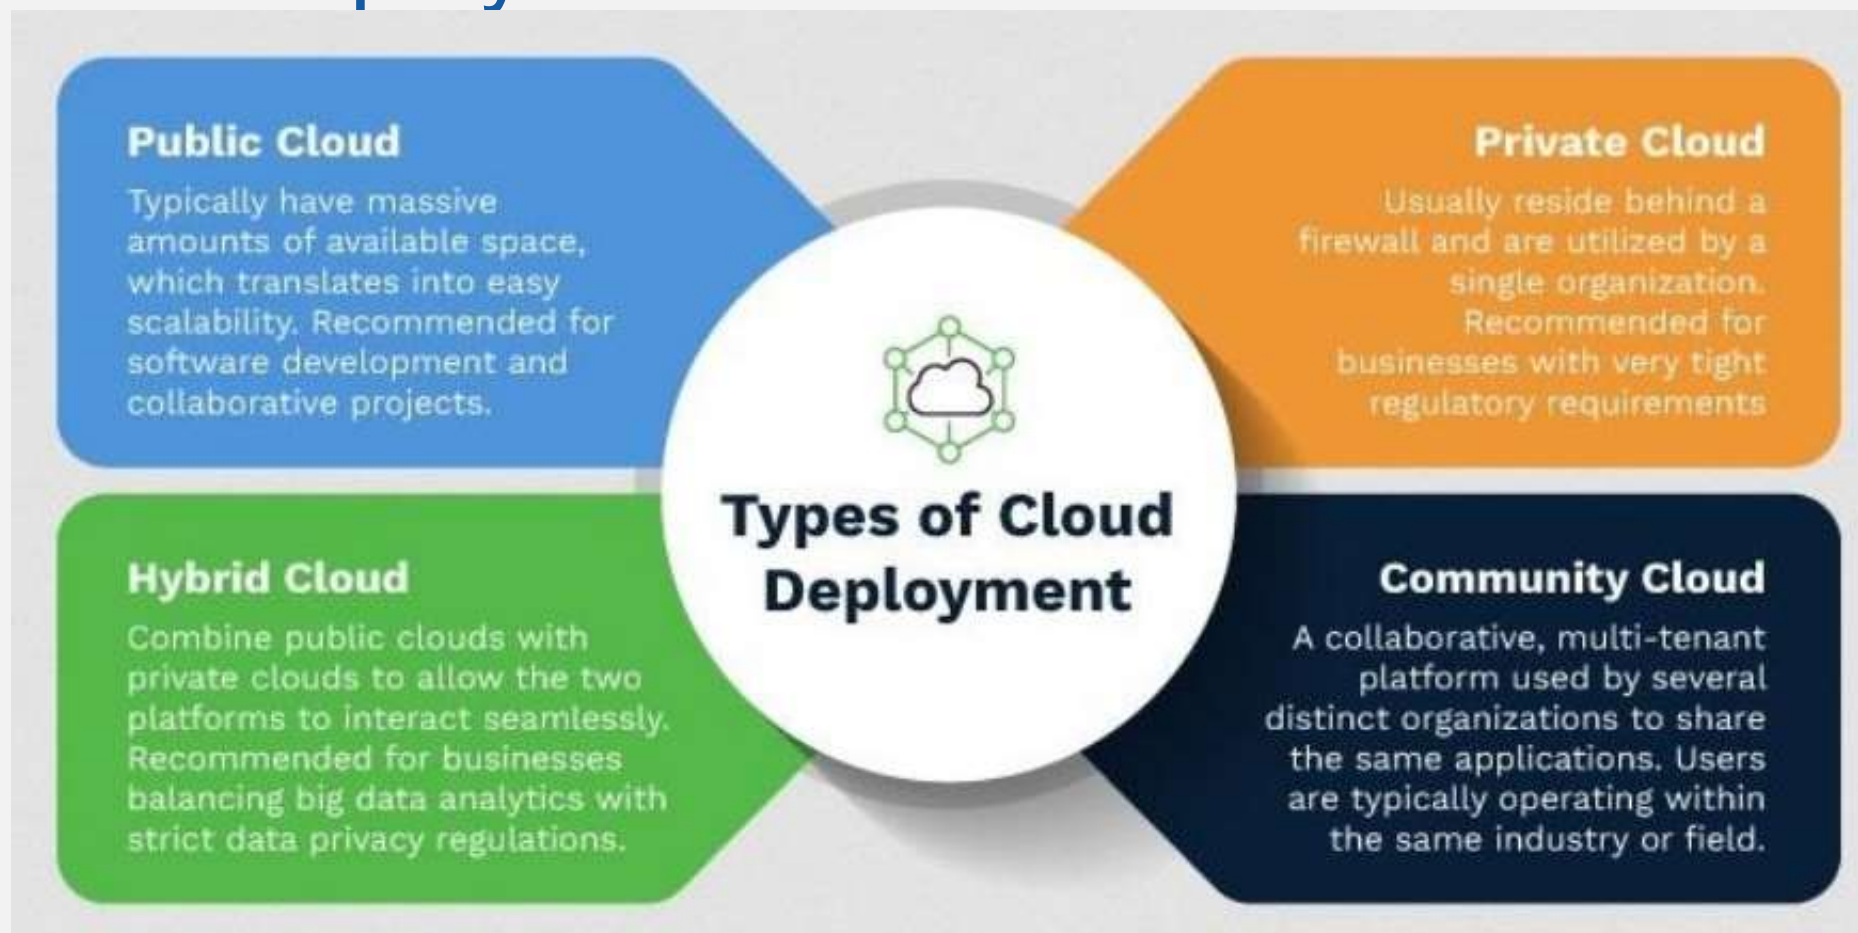 Public Cloud
Typically have massive
amounts of available space,
which translates into easy
scalability. Recommended for
software development and
collaborative projects.
Private Cloud
Usually reside behind a
firewall and are utilized by a
single organization.
Recommended for
businesses with very tight
regulatory requirements
Types of Cloud
Deployment
Hybrid Cloud
Combine public clouds with
private clouds to allow the two
platforms to interact seamlessly.
Recommended for businesses
balancing big data analytics with
strict data privacy regulations.
Community Cloud
A collaborative, multi-tenant
platform used by several
distinct organizations to share
the same applications. Users
are typically operating within
the same industry or field.